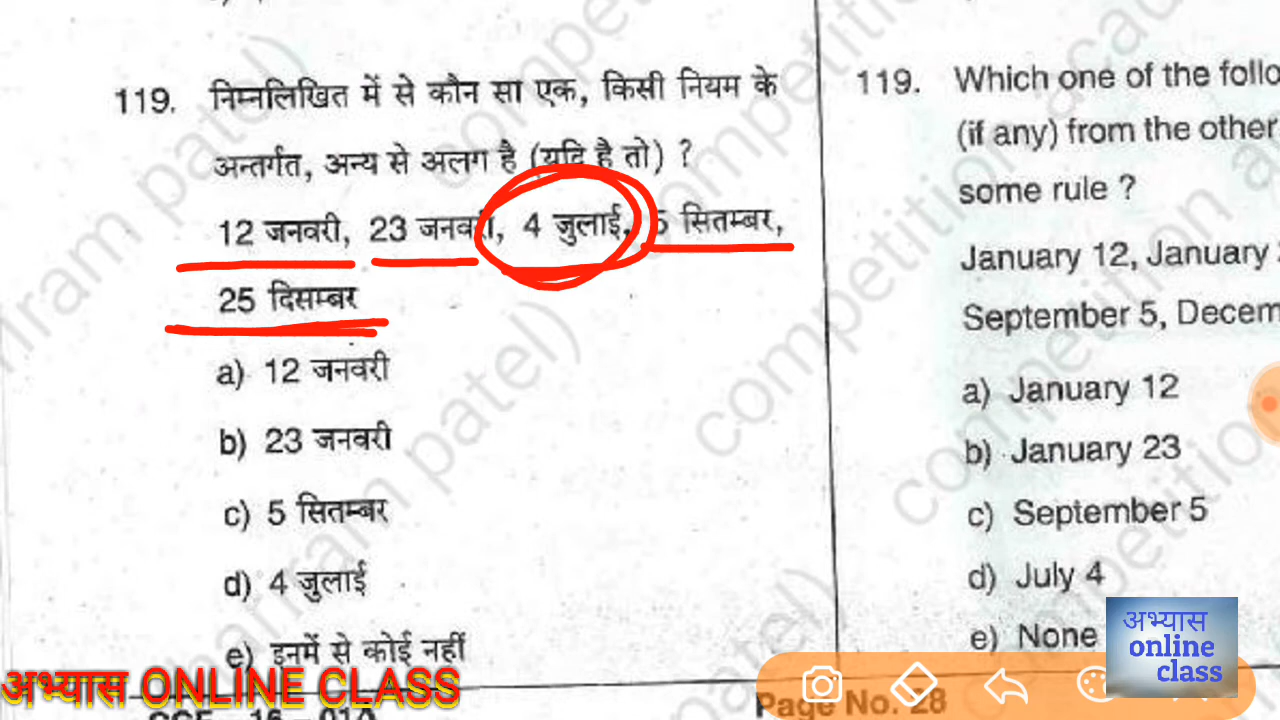 119. निम्नलिखित में से कौन सा एक, किसी नियम के
अन्तर्गत, अन्य से अलग है (यदि है तो) ?
12 जनवरी, 23 जनवरी, 4 जुलाई, 5 सितम्बर,
25 दिसम्बर
a) 12 जनवरी
b) 23 जनवरी
c) 5 सितम्बर
d) 4 जुलाई
e) इनमें से कोई नहीं
119. Which one of the follo
(if any) from the other
some rule ?
January 12, January
September 5, Decem
a) January 12
b) January 23
c) September 5
d) July 4
e) None
अभ्यास
online
class
अभ्यास ONLINE CLASS
Page No. 28
competition
patel)